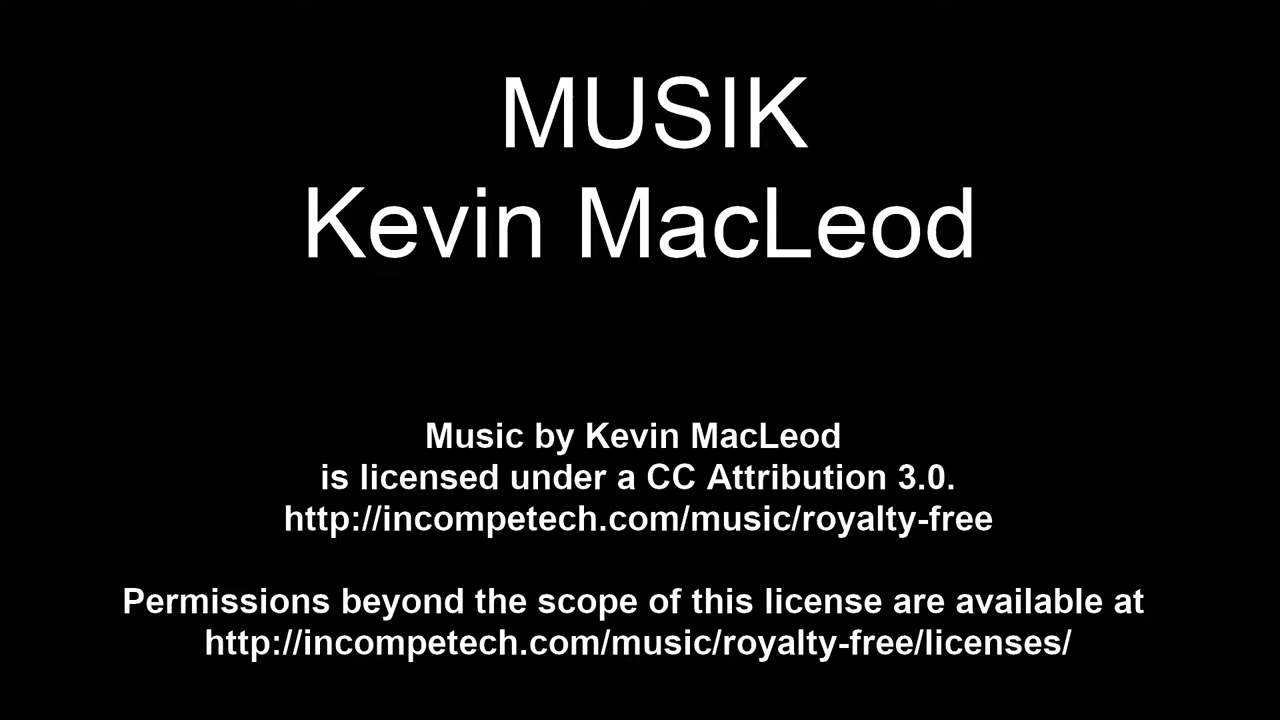 MUSIK
Kevin MacLeod
Music by Kevin MacLeod
is licensed under a CC Attribution 3.0.
http://incompetech.com/music/royalty-free
Permissions beyond the scope of this license are available at
http://incompetech.com/music/royalty-free/licenses/